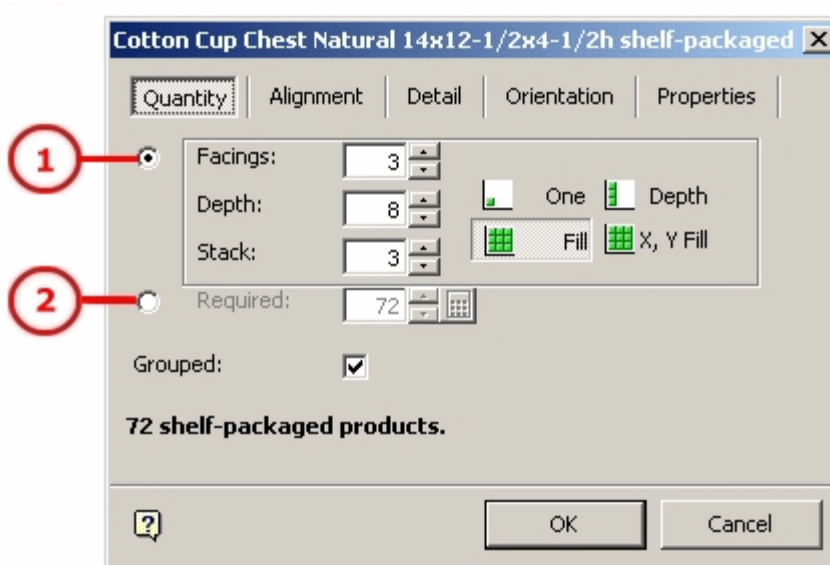 Cotton Cup Chest Natural 14x12-1/2x4-1/2h shelf-packaged
Quantity Alignment Detail Orientation Properties
1 Facings: 3
One Depth
Depth: 8
Fill X, Y Fill
Stack: 3
2 Required: 72
Grouped:
72 shelf-packaged products.
? OK Cancel